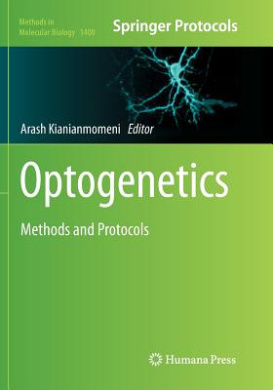 Methods in
Molecular Biology 1408
Springer Protocols
Arash Kianianmomeni Editor
Optogenetics
Methods and Protocols
Humana Press